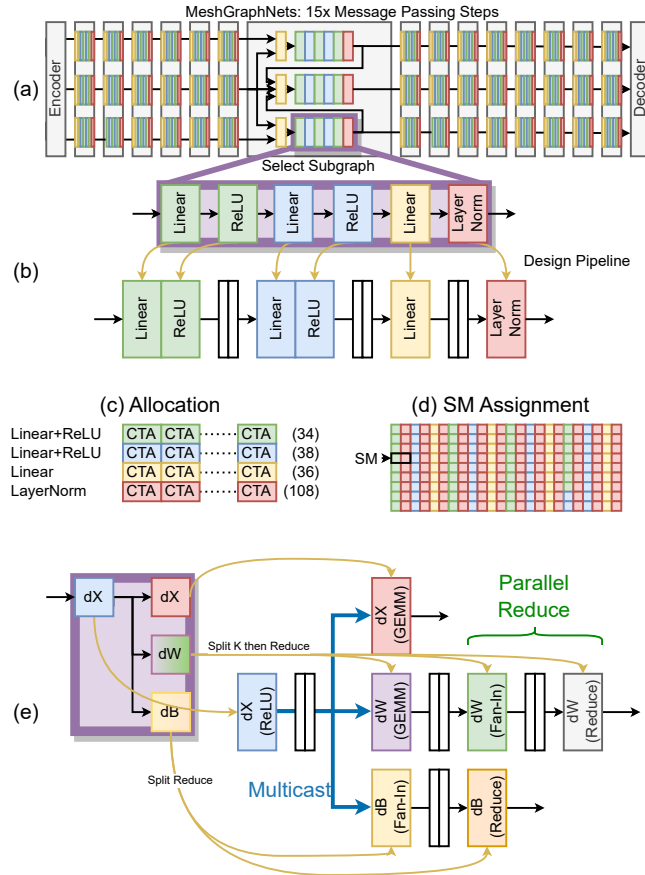 MeshGraphNets: 15x Message Passing Steps
(a)
Encoder
Decoder
Select Subgraph
Linear
ReLU
Linear
ReLU
Linear
Layer
Norm
(b)
Design Pipeline
Linear
ReLU
Linear
ReLU
Linear
Layer
Norm
(c) Allocation
Linear+ReLU CTA CTA ...... CTA (34)
Linear+ReLU CTA CTA ...... CTA (38)
Linear CTA CTA ...... CTA (36)
LayerNorm CTA CTA ...... CTA (108)
(d) SM Assignment
SM
(e)
dX
dX
dW
dB
Split K then Reduce
Split Reduce
Multicast
Parallel
Reduce
dX
(ReLU)
dX
(GEMM)
dW
(GEMM)
dW
(Fan-In)
dW
(Reduce)
dB
(Fan-In)
dB
(Reduce)